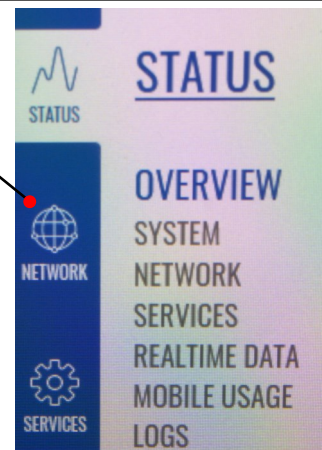 STATUS
NETWORK
SERVICES
STATUS
OVERVIEW
SYSTEM
NETWORK
SERVICES
REALTIME DATA
MOBILE USAGE
LOGS